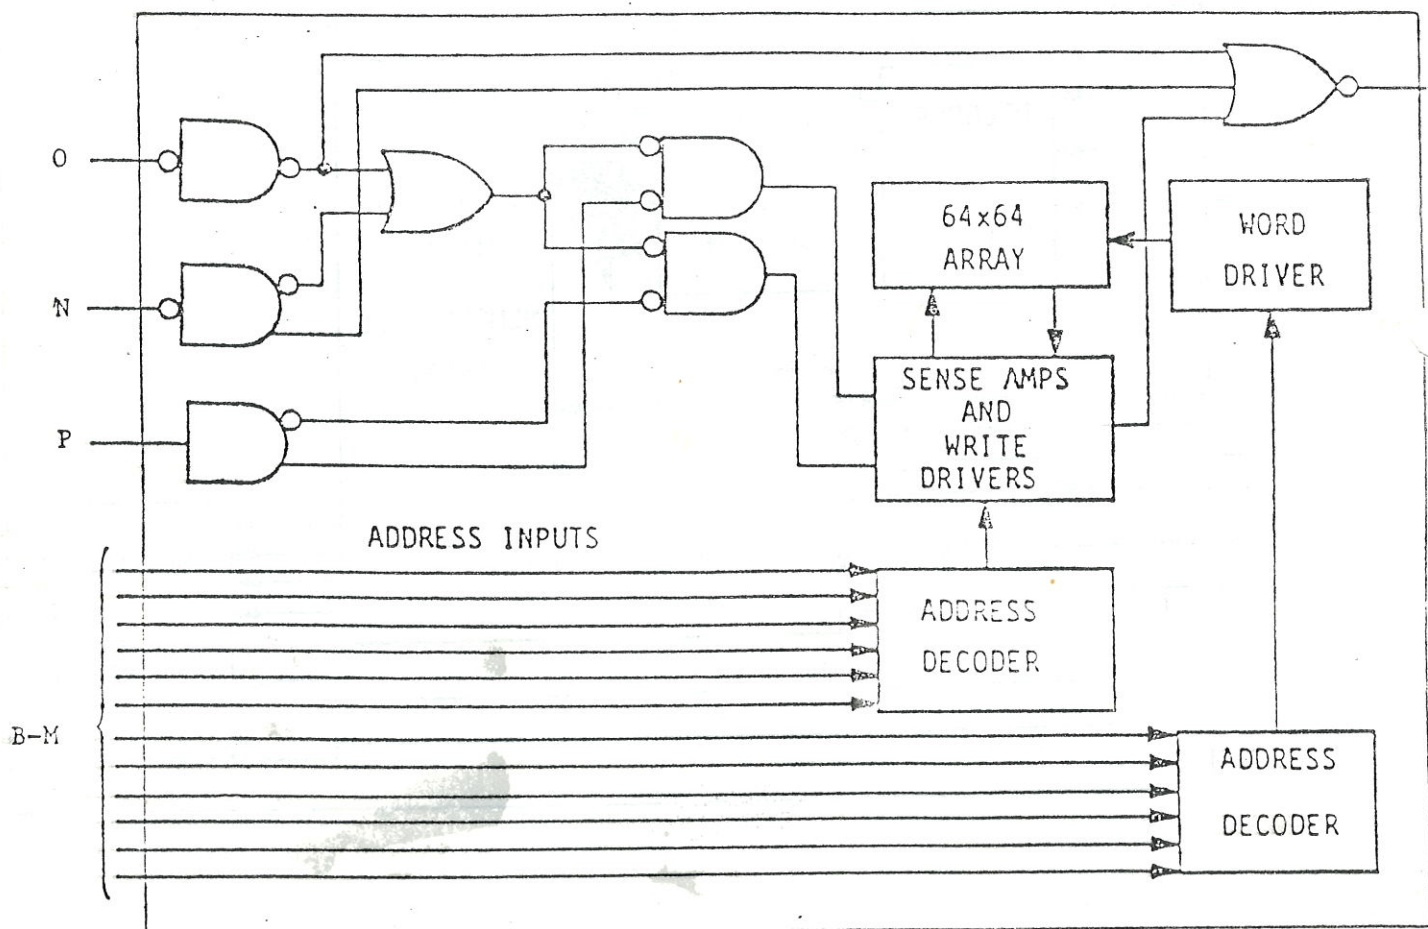 O
N
P
64x64
ARRAY
WORD
DRIVER
SENSE AMPS
AND
WRITE
DRIVERS
ADDRESS INPUTS
ADDRESS
DECODER
B-M
ADDRESS
DECODER